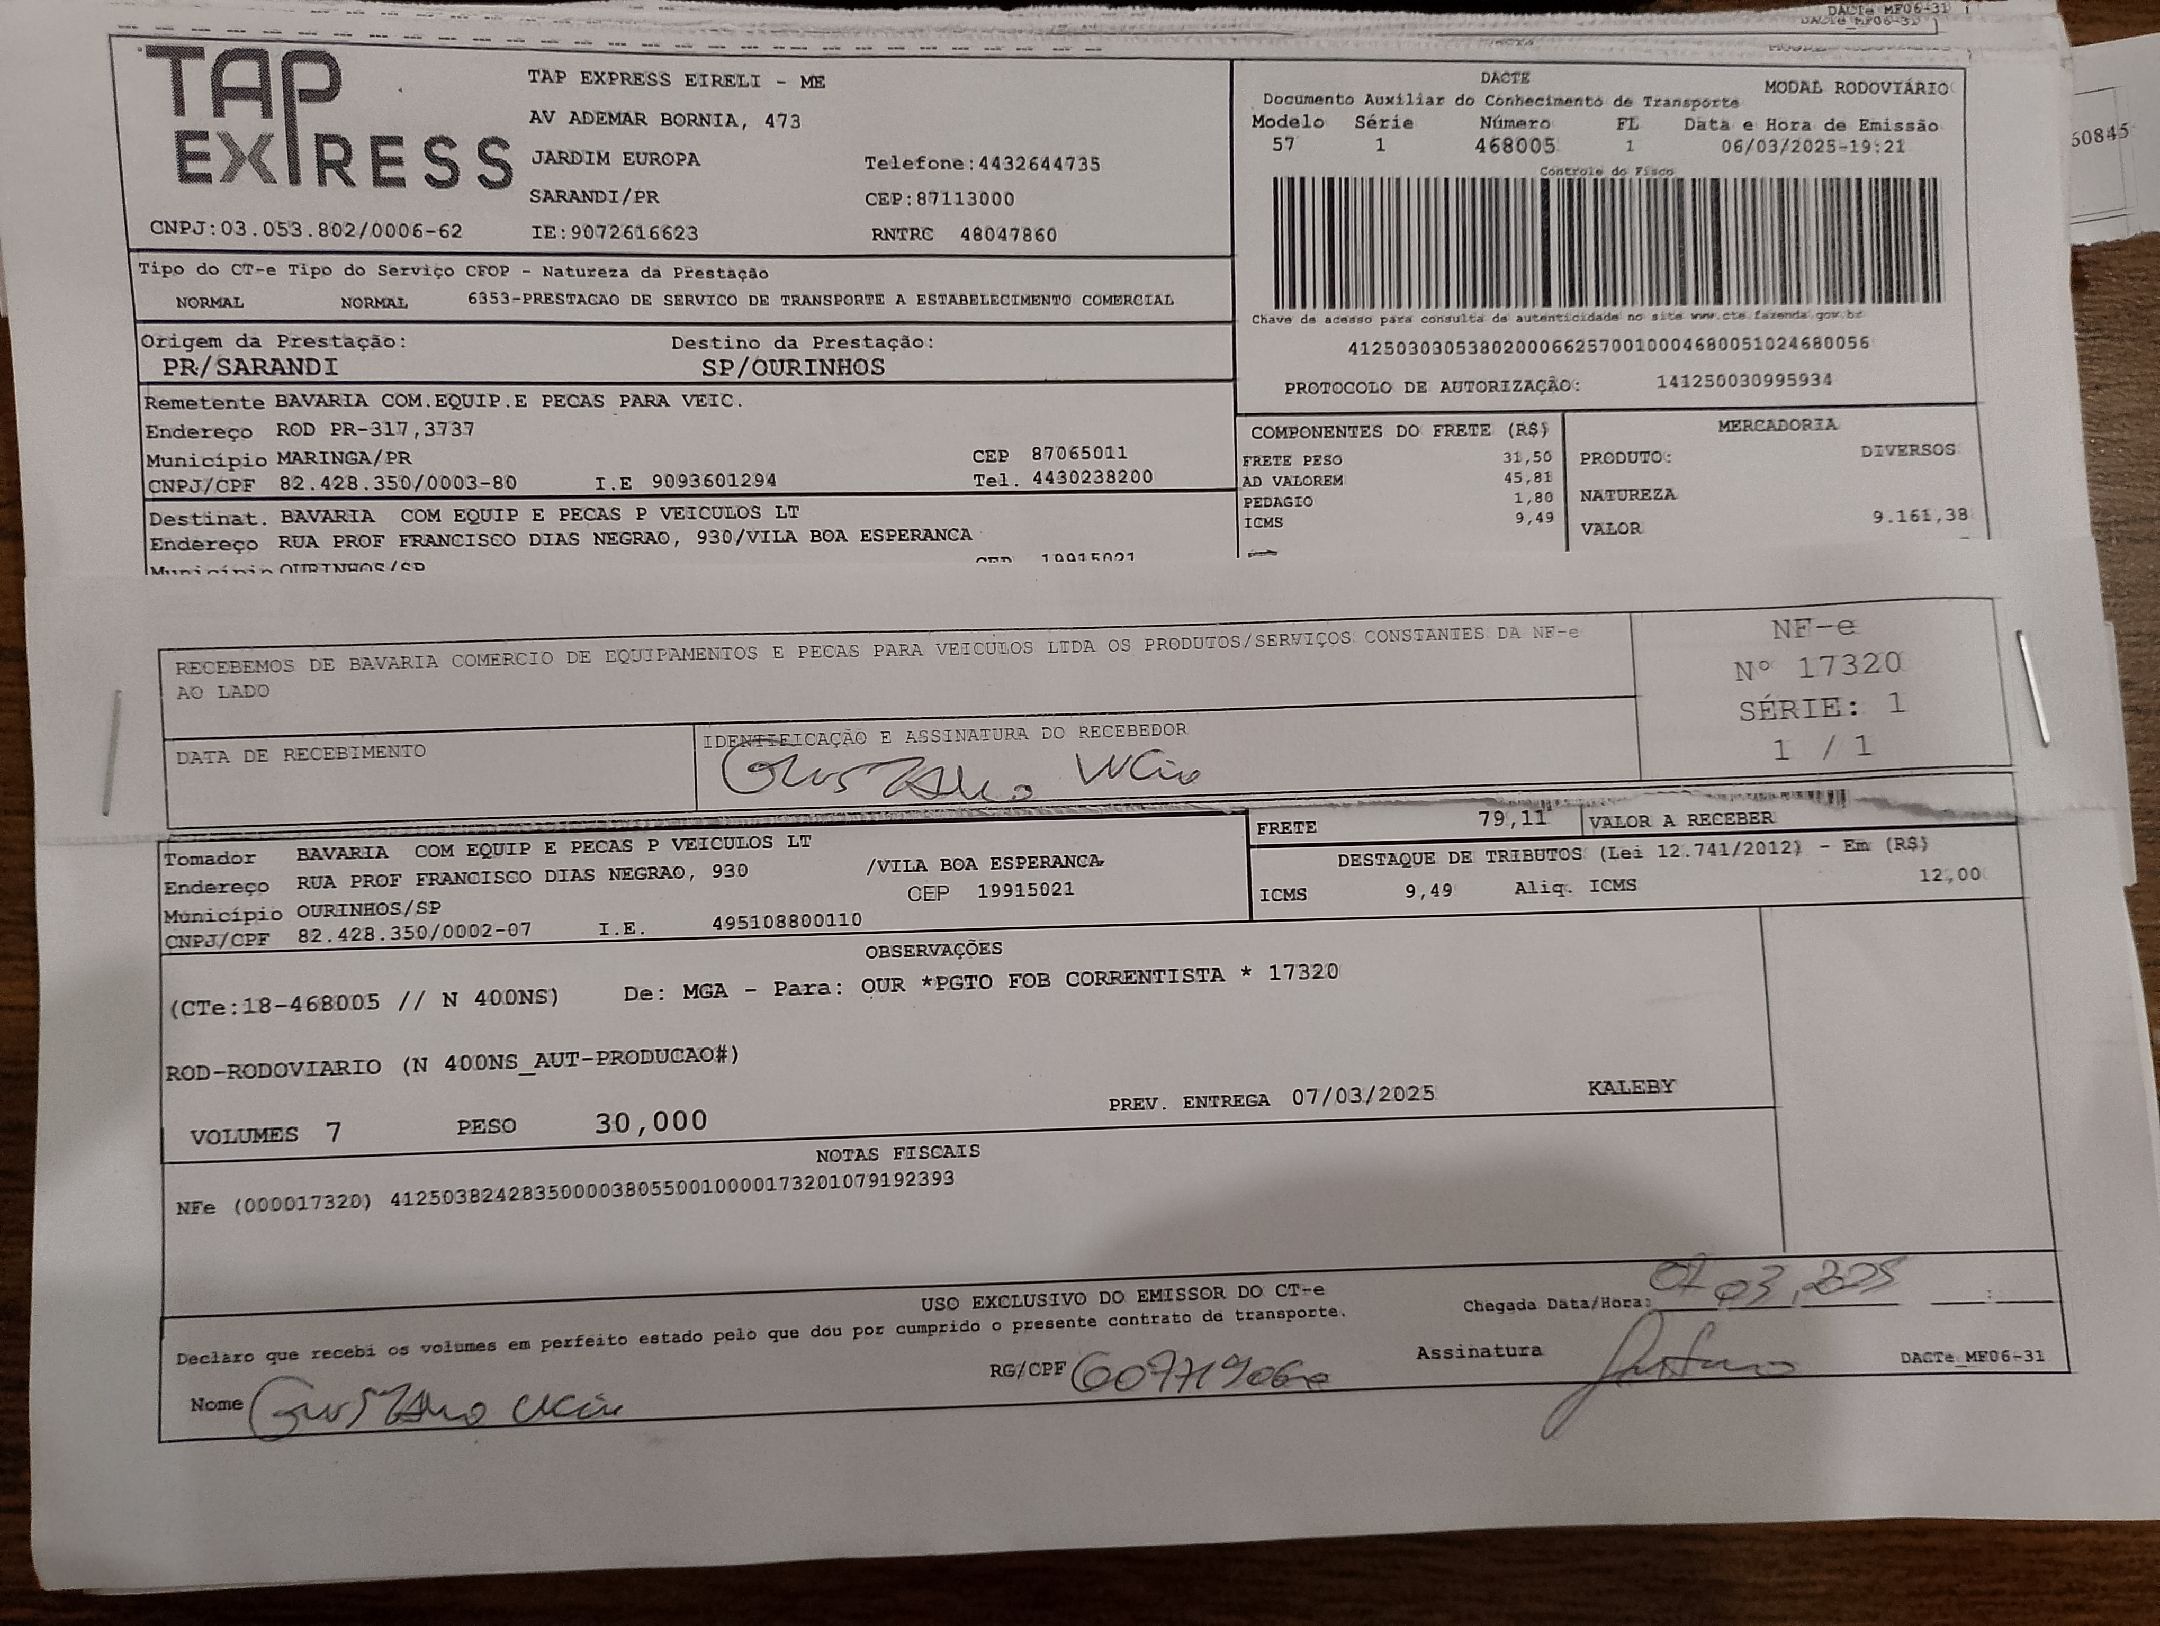 DACTe_MF06-31
DACTe_MF06-31
60845
TAP
EXPRESS
TAP EXPRESS EIRELI - ME
AV ADEMAR BORNIA, 473
JARDIM EUROPA Telefone:4432644735
SARANDI/PR CEP:87113000
CNPJ:03.053.802/0006-62 IE:9072616623 RNTRC 48047860
DACTE MODAL RODOVIÁRIO
Documento Auxiliar do Conhecimento de Transporte
Modelo Série Número FL Data e Hora de Emissão
57 1 468005 1 06/03/2025-19:21
Controle do Fisco
Chave de acesso para consulta de autenticidade no site www.cte.fazenda.gov.br
41250303053802000662570010004680051024680056
PROTOCOLO DE AUTORIZAÇÃO: 141250030995934
Tipo do CT-e Tipo do Serviço CFOP - Natureza da Prestação
NORMAL NORMAL 6353-PRESTACAO DE SERVICO DE TRANSPORTE A ESTABELECIMENTO COMERCIAL
Origem da Prestação: Destino da Prestação:
PR/SARANDI SP/OURINHOS
Remetente BAVARIA COM.EQUIP.E PECAS PARA VEIC.
Endereço ROD PR-317,3737
Município MARINGA/PR CEP 87065011
CNPJ/CPF 82.428.350/0003-80 I.E 9093601294 Tel. 4430238200
Destinat. BAVARIA COM EQUIP E PECAS P VEICULOS LT
Endereço RUA PROF FRANCISCO DIAS NEGRAO, 930/VILA BOA ESPERANCA
Município OURINHOS/SP CEP 19915021
COMPONENTES DO FRETE (R$)
FRETE PESO 31,50
AD VALOREM 45,81
PEDAGIO 1,80
ICMS 9,49
MERCADORIA
PRODUTO: DIVERSOS
NATUREZA
VALOR 9.161,38
RECEBEMOS DE BAVARIA COMERCIO DE EQUIPAMENTOS E PECAS PARA VEICULOS LTDA OS PRODUTOS/SERVIÇOS CONSTANTES DA NF-e
AO LADO
DATA DE RECEBIMENTO
IDENTIFICAÇÃO E ASSINATURA DO RECEBEDOR
Gustavo
NF-e
Nº 17320
SÉRIE: 1
1 / 1
Tomador BAVARIA COM EQUIP E PECAS P VEICULOS LT
Endereço RUA PROF FRANCISCO DIAS NEGRAO, 930 /VILA BOA ESPERANCA
Município OURINHOS/SP CEP 19915021
CNPJ/CPF 82.428.350/0002-07 I.E. 495108800110
FRETE 79,11 VALOR A RECEBER
DESTAQUE DE TRIBUTOS (Lei 12.741/2012) - Em (R$)
ICMS 9,49 Aliq. ICMS 12,00
OBSERVAÇÕES
(CTe:18-468005 // N 400NS) De: MGA - Para: OUR *PGTO FOB CORRENTISTA * 17320
ROD-RODOVIARIO (N 400NS_AUT-PRODUCAO#)
VOLUMES 7 PESO 30,000 PREV. ENTREGA 07/03/2025 KALEBY
NOTAS FISCAIS
NFe (000017320) 41250382428350000380550010000173201079192393
USO EXCLUSIVO DO EMISSOR DO CT-e
Declaro que recebi os volumes em perfeito estado pelo que dou por cumprido o presente contrato de transporte.
Chegada Data/Hora: 07 03, 2025 :
Nome Gustavo RG/CPF Assinatura Gustavo DACTe_MF06-31